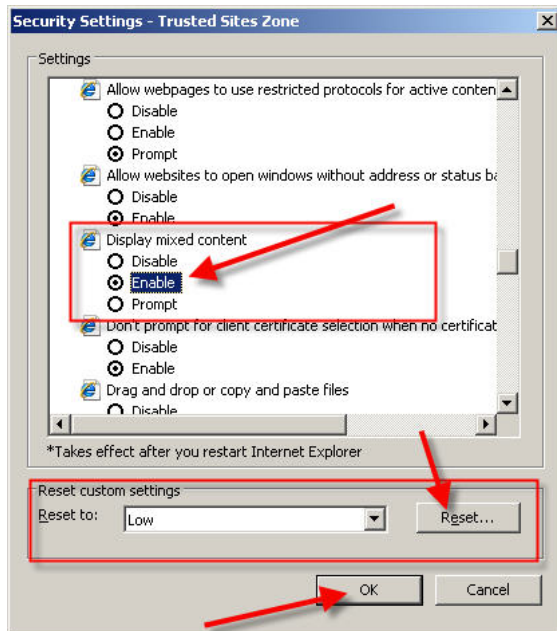 Security Settings - Trusted Sites Zone
Settings
Allow webpages to use restricted protocols for active conten
Disable
Enable
Prompt
Allow websites to open windows without address or status ba
Disable
Enable
Display mixed content
Disable
Enable
Prompt
Don't prompt for client certificate selection when no certificat
Disable
Enable
Drag and drop or copy and paste files
Disable
*Takes effect after you restart Internet Explorer
Reset custom settings
Reset to: Low Reset...
OK Cancel